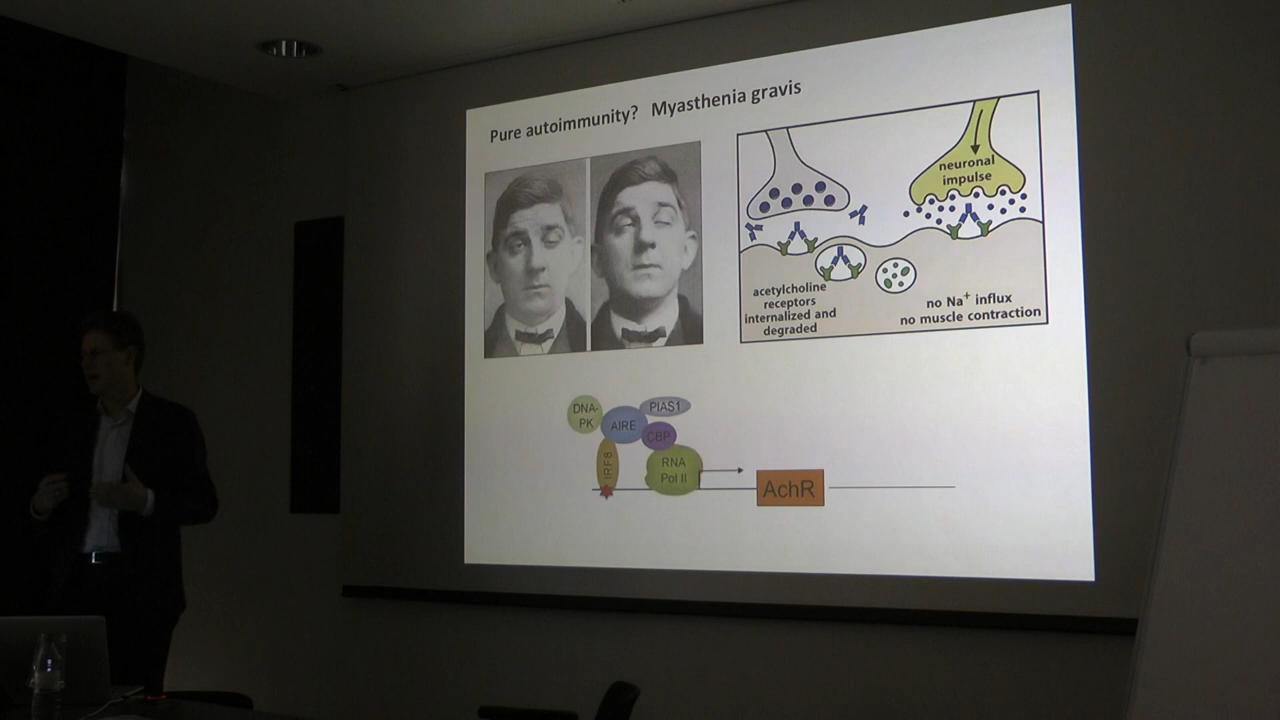 Pure autoimmunity? Myasthenia gravis
neuronal
impulse
acetylcholine
receptors
internalized and
degraded
no Na+ influx
no muscle contraction
DNA-
PK
AIRE
PIAS1
CBP
IRF8
RNA
Pol II
AchR